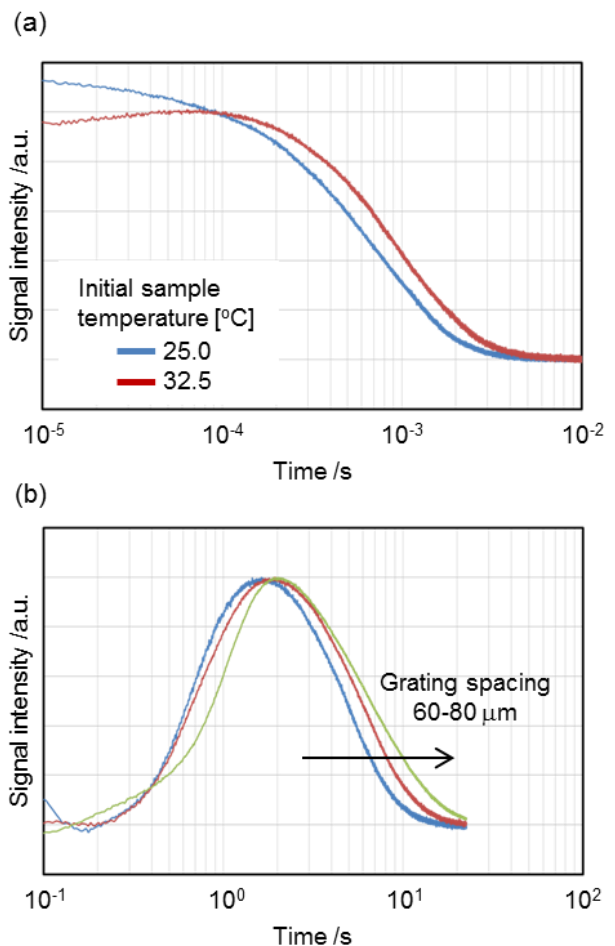 (a)
Signal intensity /a.u.
Initial sample
temperature [°C]
25.0
32.5
10⁻⁵ 10⁻⁴ 10⁻³ 10⁻²
Time /s
(b)
Signal intensity /a.u.
Grating spacing
60-80 μm
10⁻¹ 10⁰ 10¹ 10²
Time /s